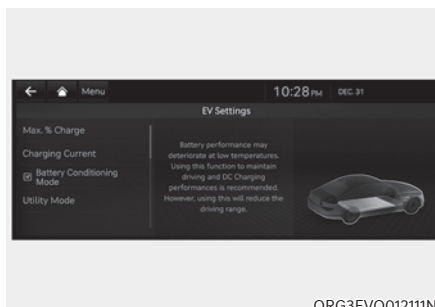 Menu
10:28 PM DEC. 31
EV Settings
Max. % Charge
Charging Current
Battery Conditioning
Mode
Utility Mode
Battery performance may
deteriorate at low temperatures.
Using this function to maintain
driving and DC Charging
performances is recommended.
However, using this will reduce the
driving range.